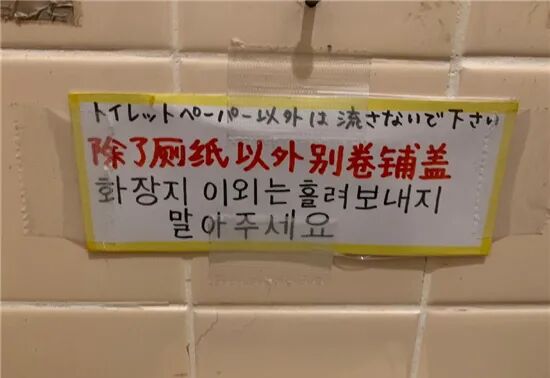 トイレットペーパー以外は流さないで下さい
除了厕纸以外别卷铺盖
화장지 이외는 흘려보내지
말아주세요